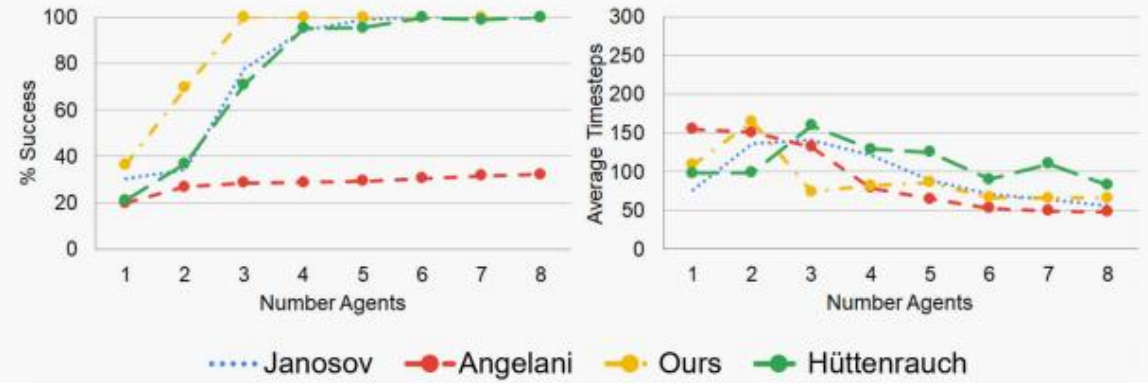 100
80
60
40
20
0
% Success
1 2 3 4 5 6 7 8
Number Agents
300
250
200
150
100
50
0
Average Timesteps
1 2 3 4 5 6 7 8
Number Agents
Janosov Angelani Ours Hüttenrauch